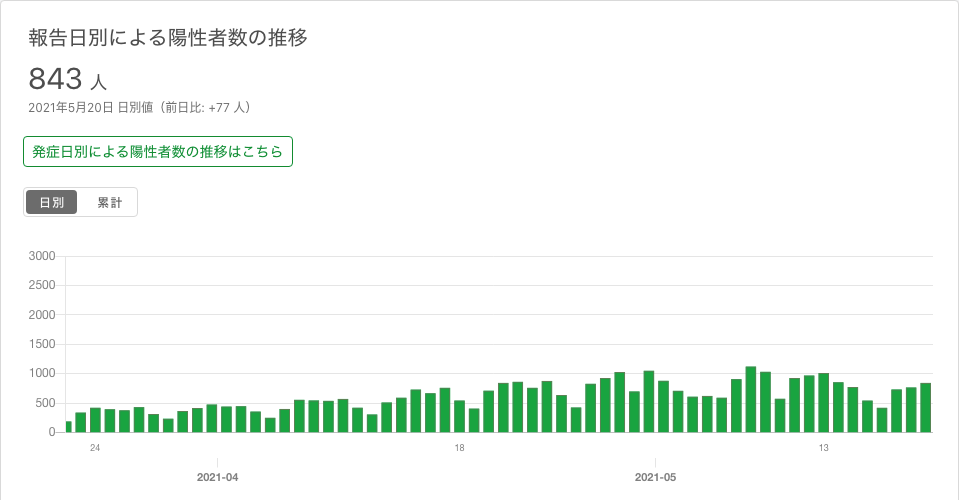 報告日別による陽性者数の推移
843 人
2021年5月20日 日別値（前日比: +77 人）
発症日別による陽性者数の推移はこちら
日別 累計
3000
2500
2000
1500
1000
500
0
24 18 13
2021-04 2021-05